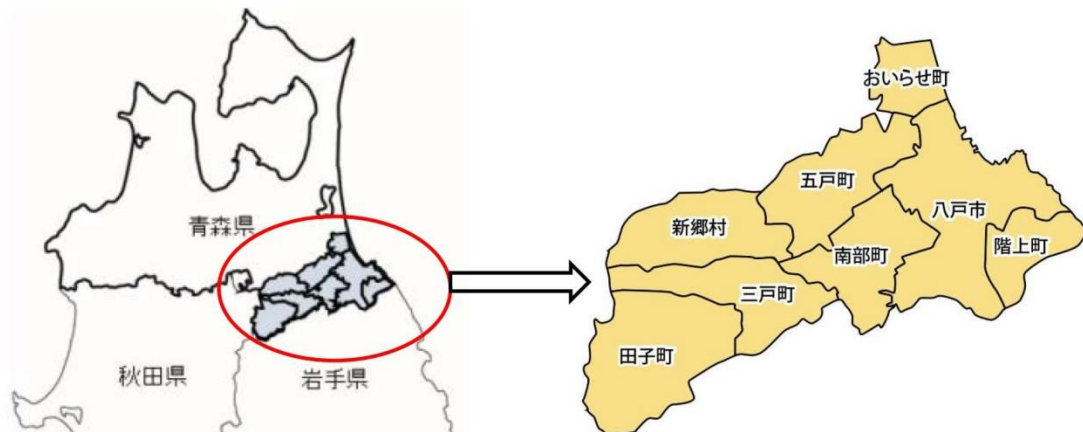 青森県
秋田県
岩手県
おいらせ町
五戸町
八戸市
新郷村
階上町
南部町
三戸町
田子町